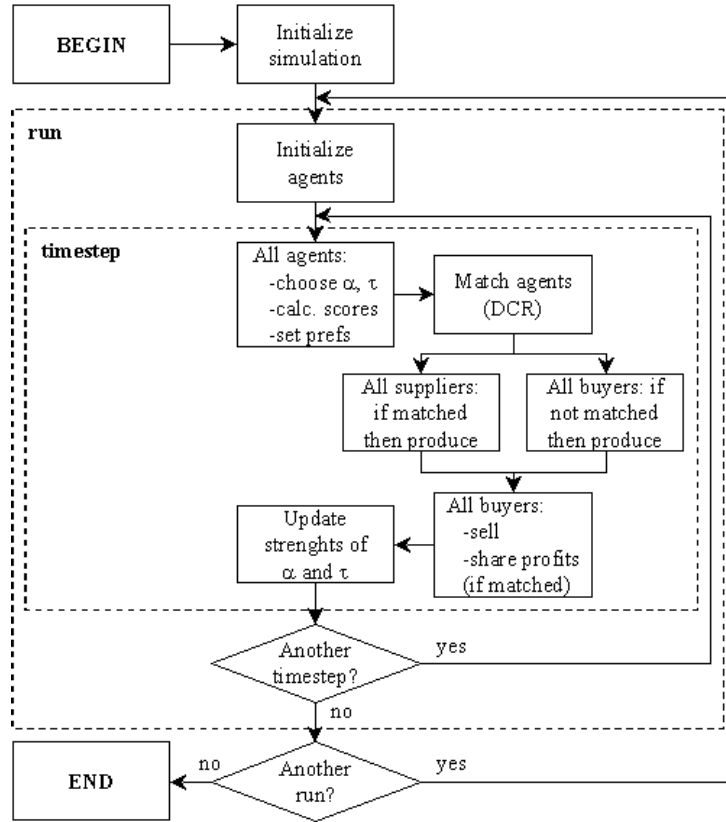 BEGIN
Initialize
simulation
run
Initialize
agents
timestep
All agents:
-choose α, τ
-calc. scores
-set prefs
Match agents
(DCR)
All suppliers:
if matched
then produce
All buyers: if
not matched
then produce
All buyers:
-sell
-share profits
(if matched)
Update
strenghts of
α and τ
Another
timestep?
yes
no
Another
run?
yes
no
END